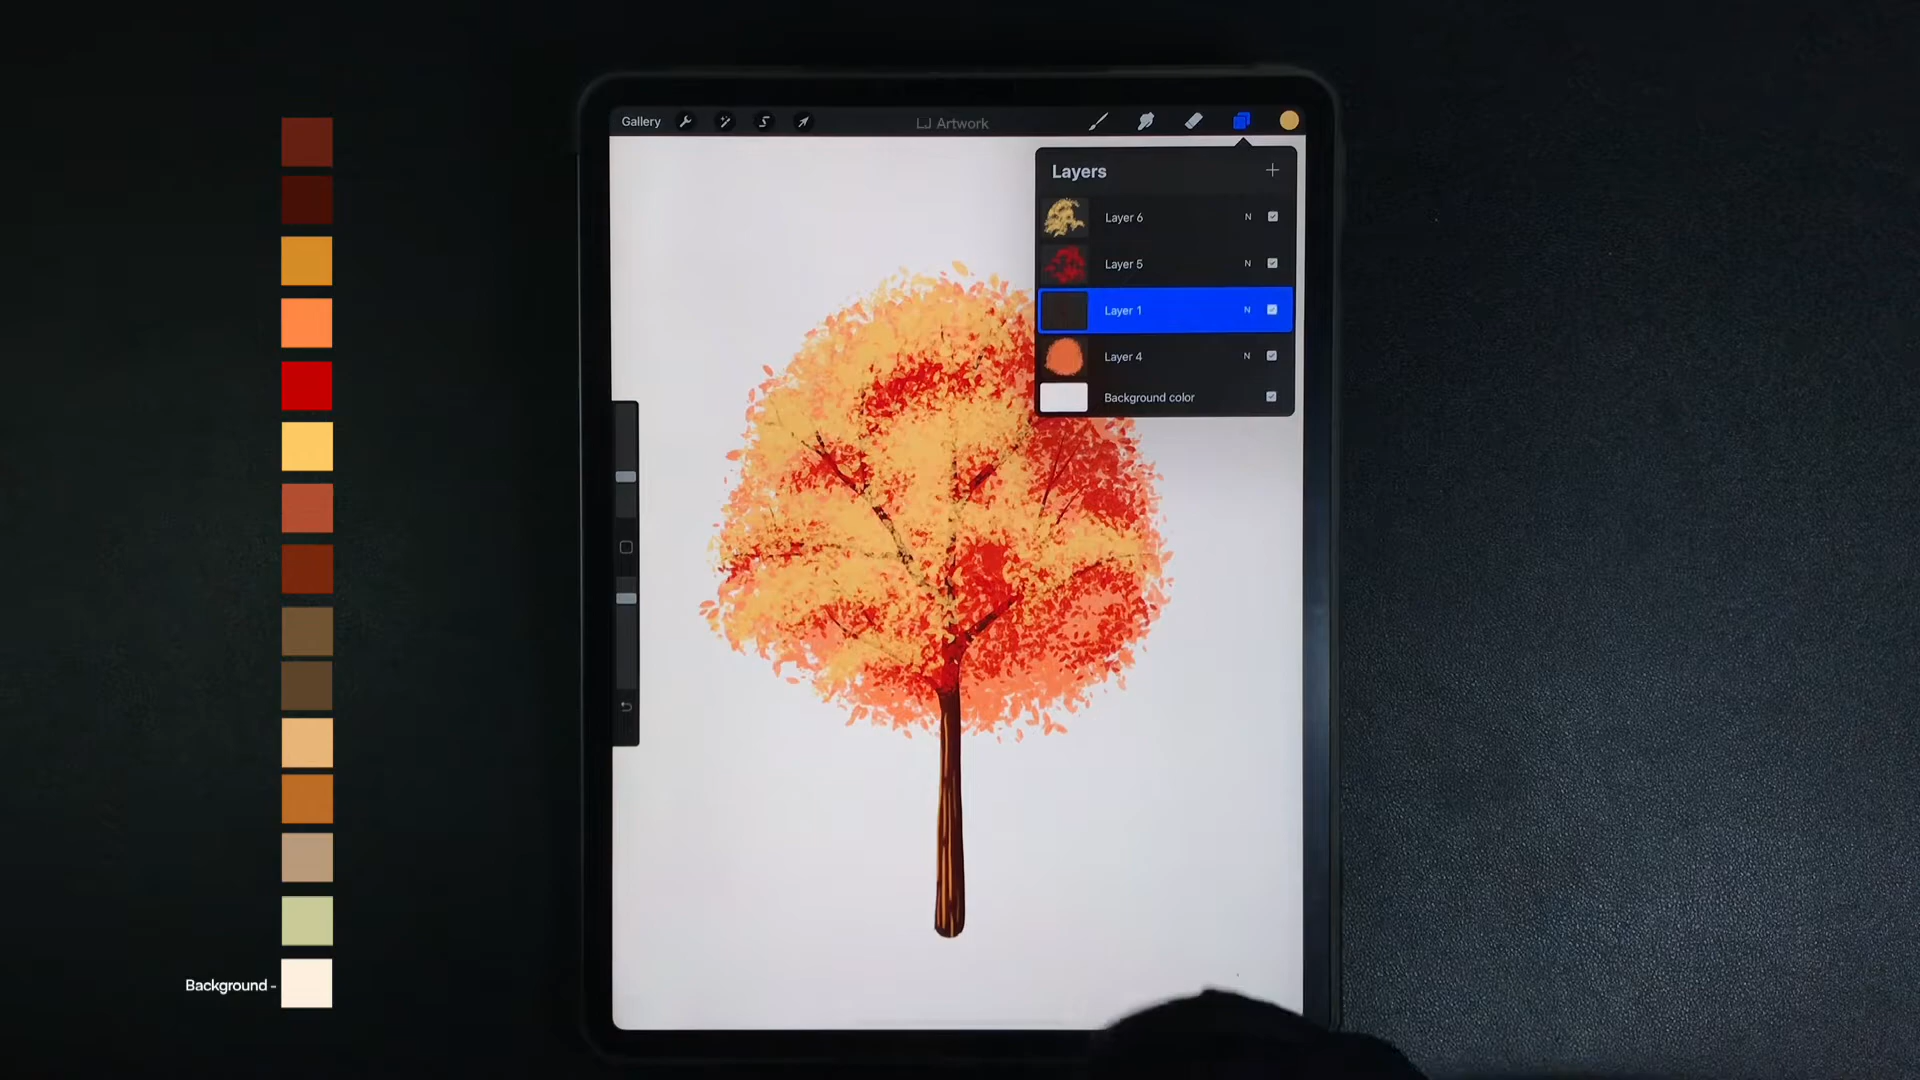 Gallery
Artwork
Layers
Layer 6 N
Layer 5 N
Layer 1 N
Layer 4 N
Background color
Background -